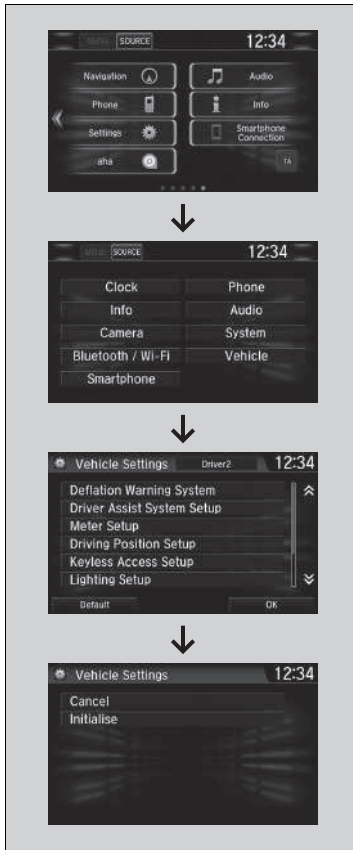 MENU SOURCE 12:34
Navigation Audio
Phone Info
Settings Smartphone
Connection
aha TA
SOURCE 12:34
Clock Phone
Info Audio
Camera System
Bluetooth / Wi-Fi Vehicle
Smartphone
Vehicle Settings Driver2 12:34
Deflation Warning System
Driver Assist System Setup
Meter Setup
Driving Position Setup
Keyless Access Setup
Lighting Setup
Default OK
Vehicle Settings 12:34
Cancel
Initialise